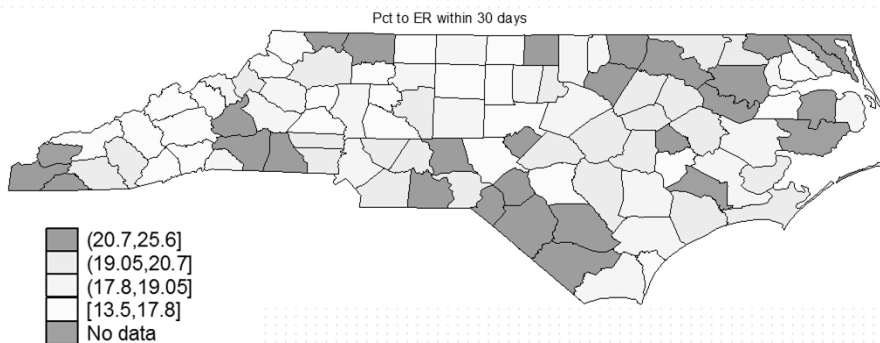 Pct to ER within 30 days
(20.7,25.6]
(19.05,20.7]
(17.8,19.05]
[13.5,17.8]
No data